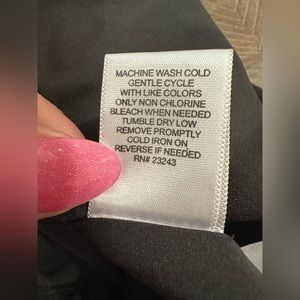 MACHINE WASH COLD
GENTLE CYCLE
WITH LIKE COLORS
ONLY NON CHLORINE
BLEACH WHEN NEEDED
TUMBLE DRY LOW
REMOVE PROMPTLY
COLD IRON ON
REVERSE IF NEEDED
RN# 23243